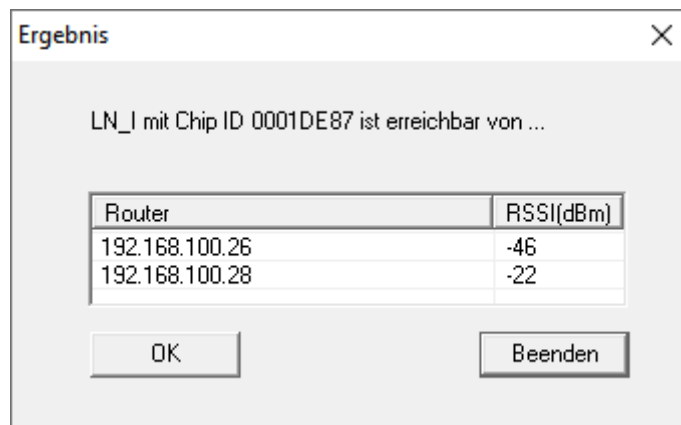 Ergebnis
LN_I mit Chip ID 0001DE87 ist erreichbar von ...
Router RSSI(dBm)
192.168.100.26 -46
192.168.100.28 -22
OK Beenden